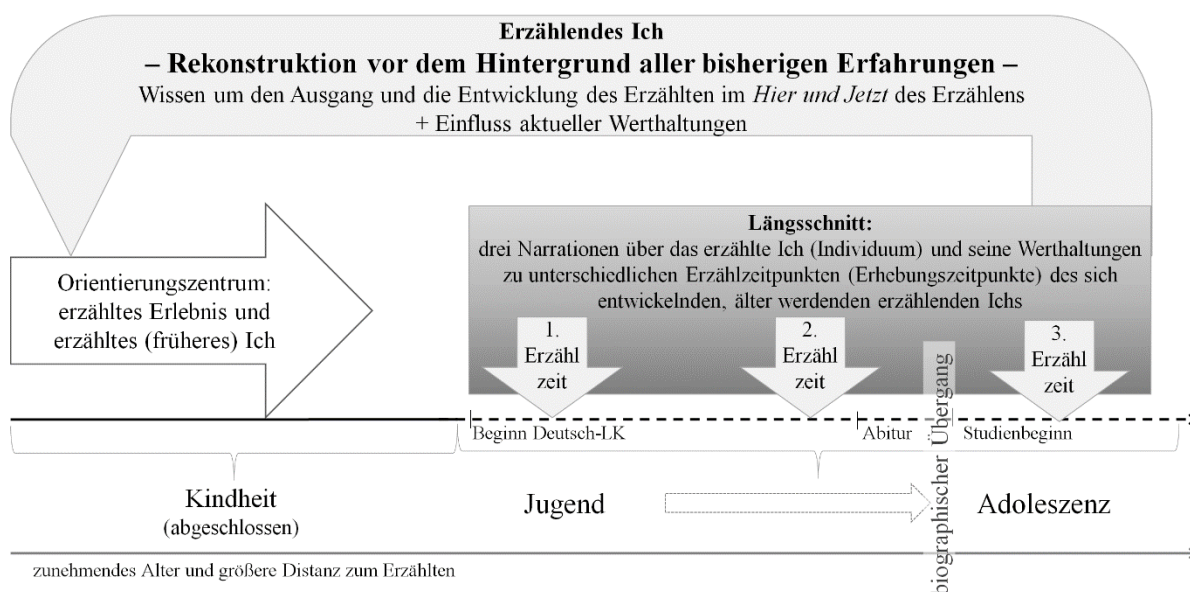 Erzählendes Ich
– Rekonstruktion vor dem Hintergrund aller bisherigen Erfahrungen –
Wissen um den Ausgang und die Entwicklung des Erzählten im Hier und Jetzt des Erzählens
+ Einfluss aktueller Werthaltungen
Orientierungszentrum:
erzähltes Erlebnis und
erzähltes (früheres) Ich
Längsschnitt:
drei Narrationen über das erzählte Ich (Individuum) und seine Werthaltungen
zu unterschiedlichen Erzählzeitpunkten (Erhebungszeitpunkte) des sich
entwickelnden, älter werdenden erzählenden Ichs
1.
Erzähl
zeit
2.
Erzähl
zeit
3.
Erzähl
zeit
Beginn Deutsch-LK
Abitur
biographischer Übergang
Studienbeginn
Kindheit
(abgeschlossen)
Jugend
Adoleszenz
zunehmendes Alter und größere Distanz zum Erzählten